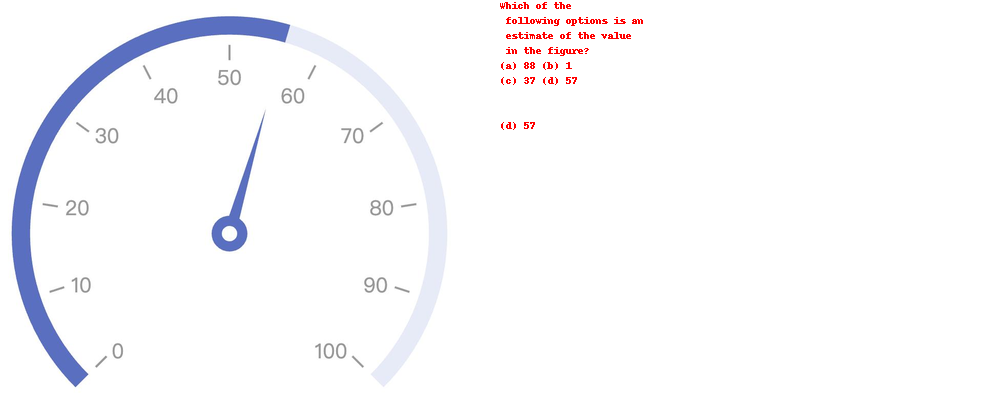 50
40
60
30
70
20
80
10
90
0
100
Which of the
following options is an
estimate of the value
in the figure?
(a) 88 (b) 1
(c) 37 (d) 57
(d) 57